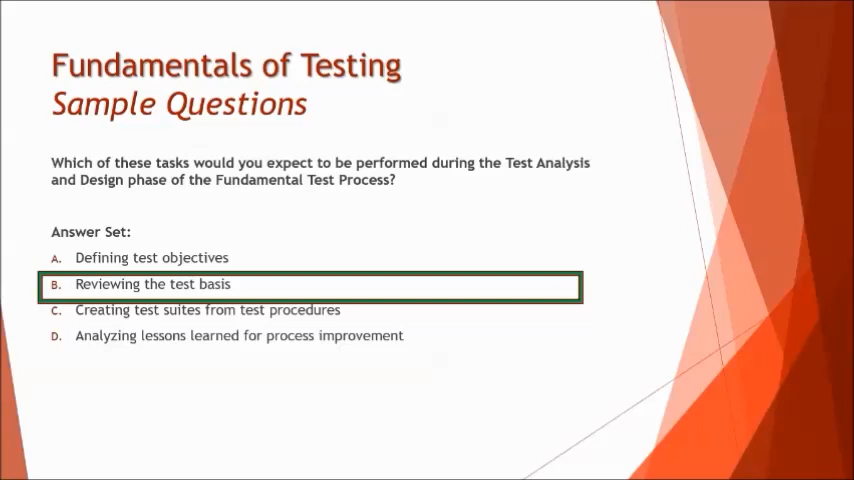 Fundamentals of Testing
Sample Questions
Which of these tasks would you expect to be performed during the Test Analysis
and Design phase of the Fundamental Test Process?
Answer Set:
A. Defining test objectives
B. Reviewing the test basis
C. Creating test suites from test procedures
D. Analyzing lessons learned for process improvement